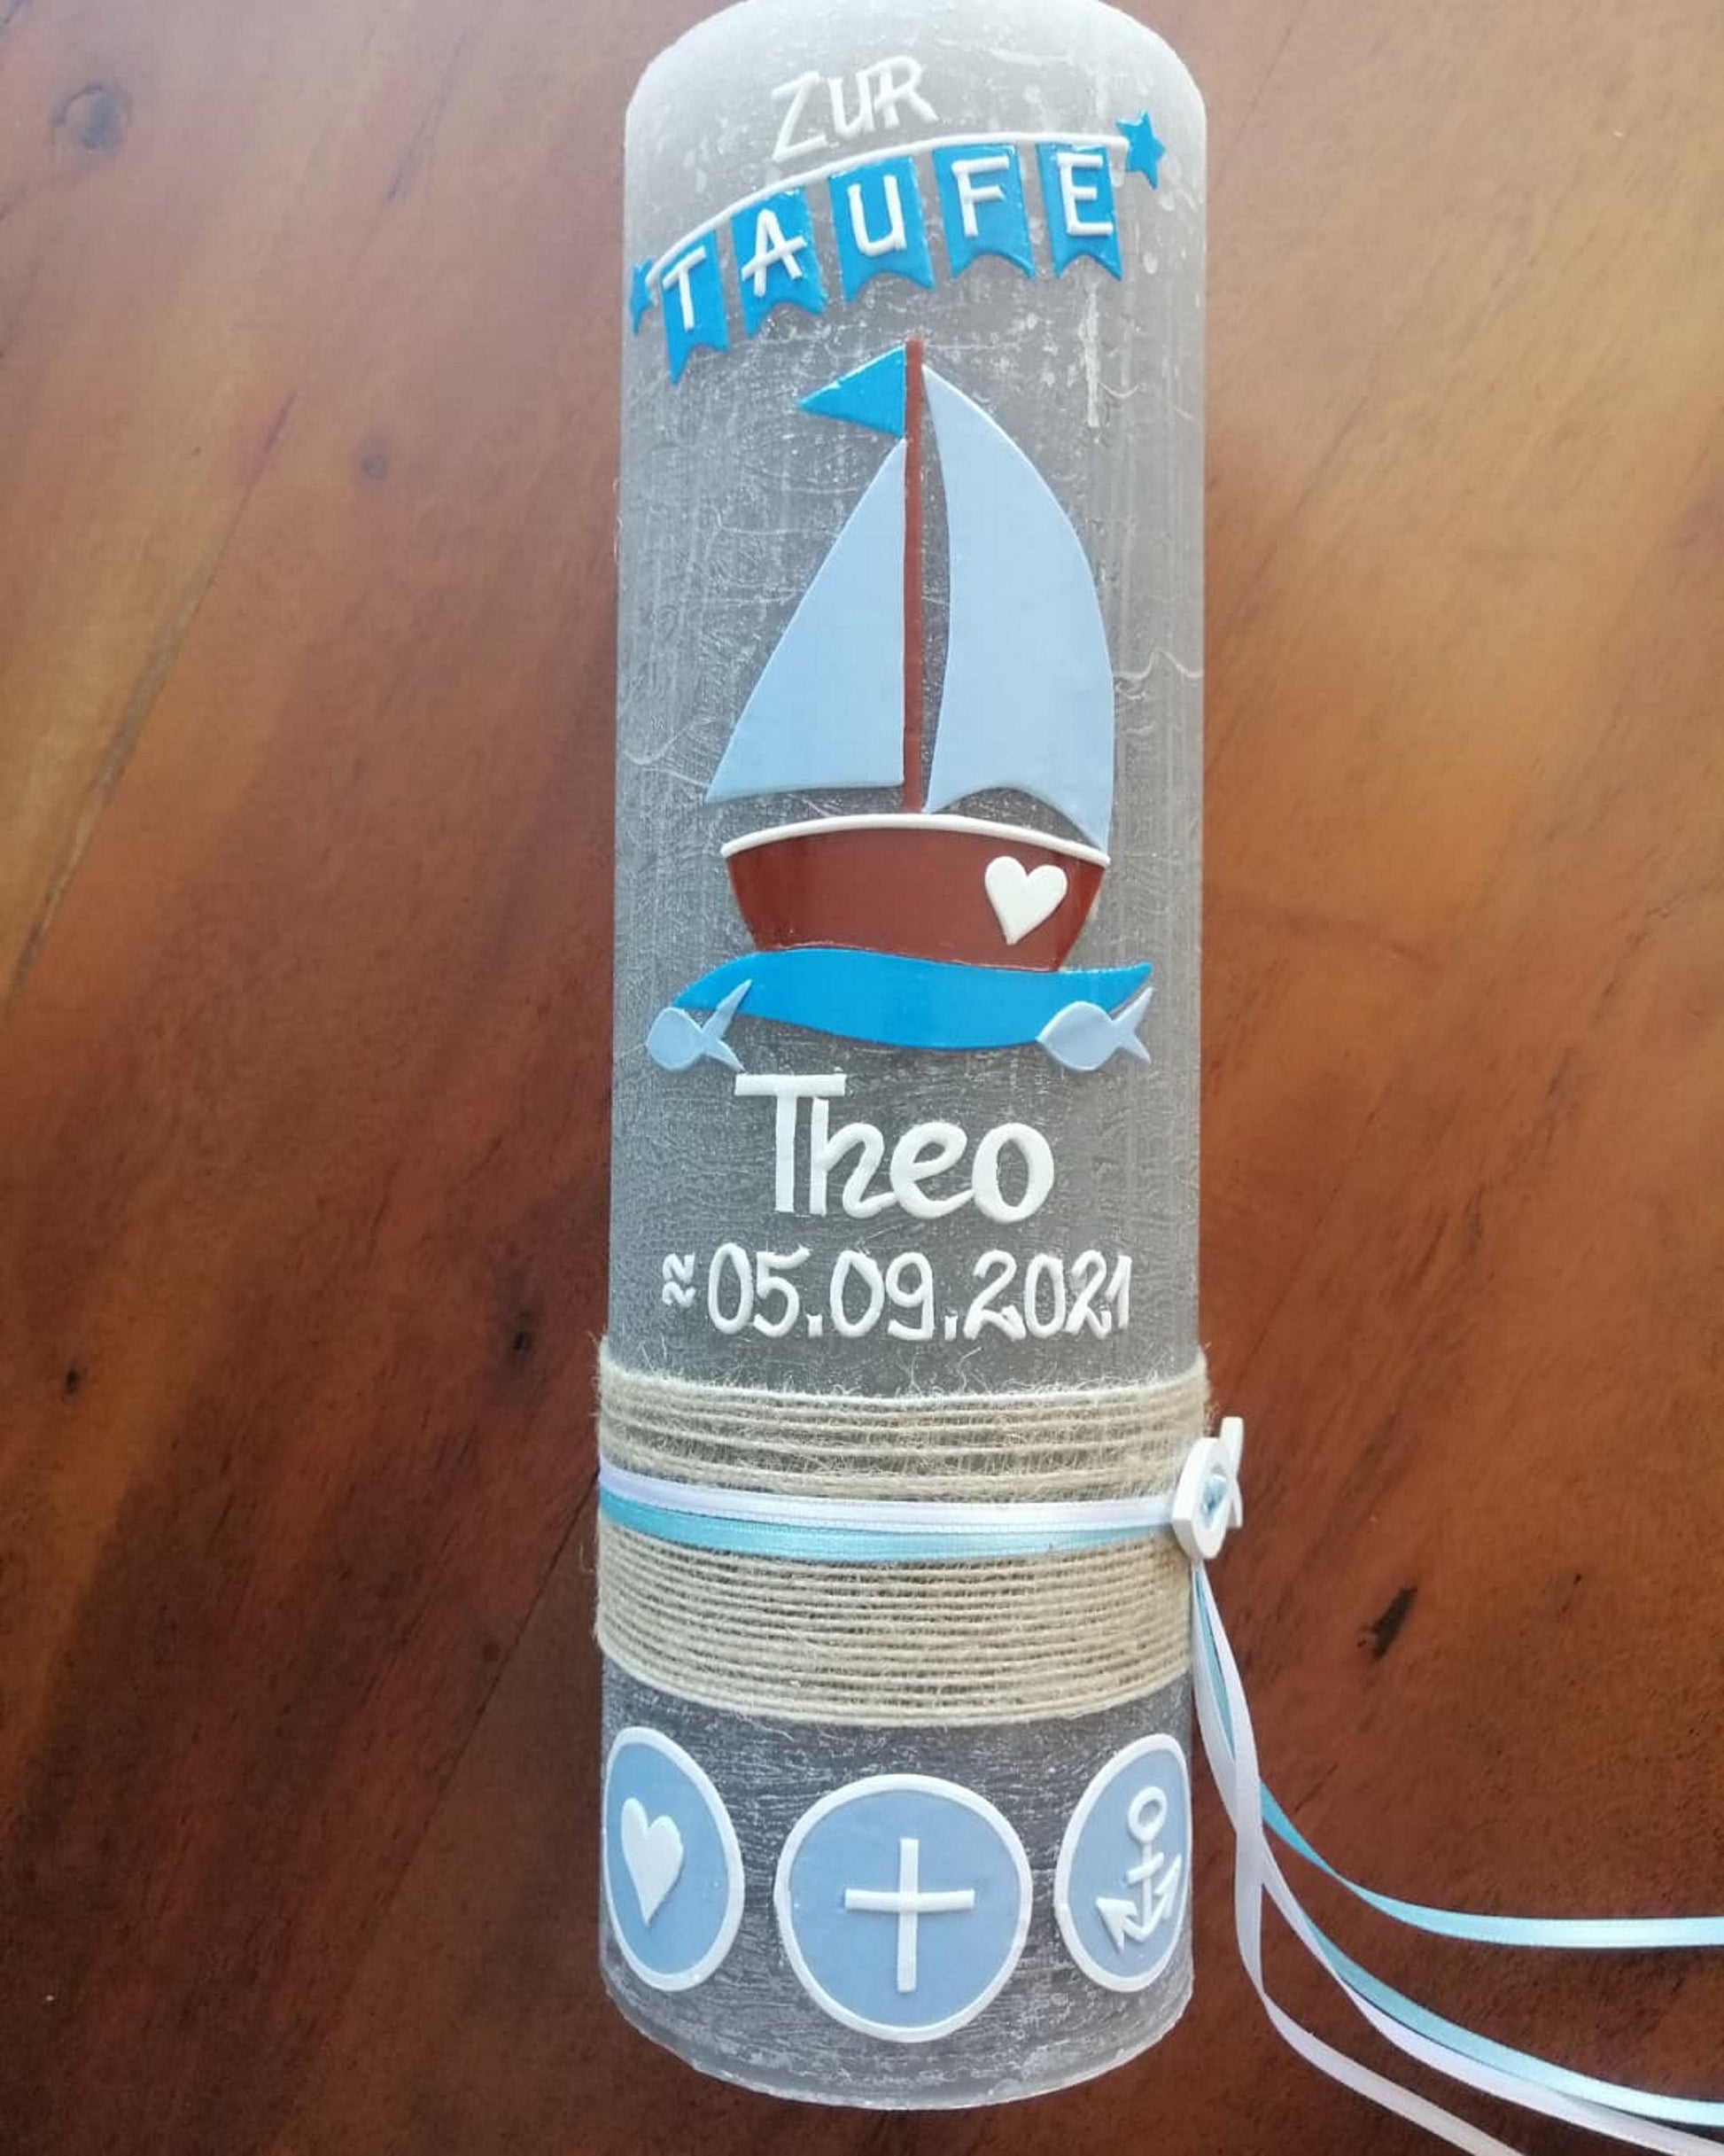 ZUR
TAUFE
Theo
≈05.09.2021